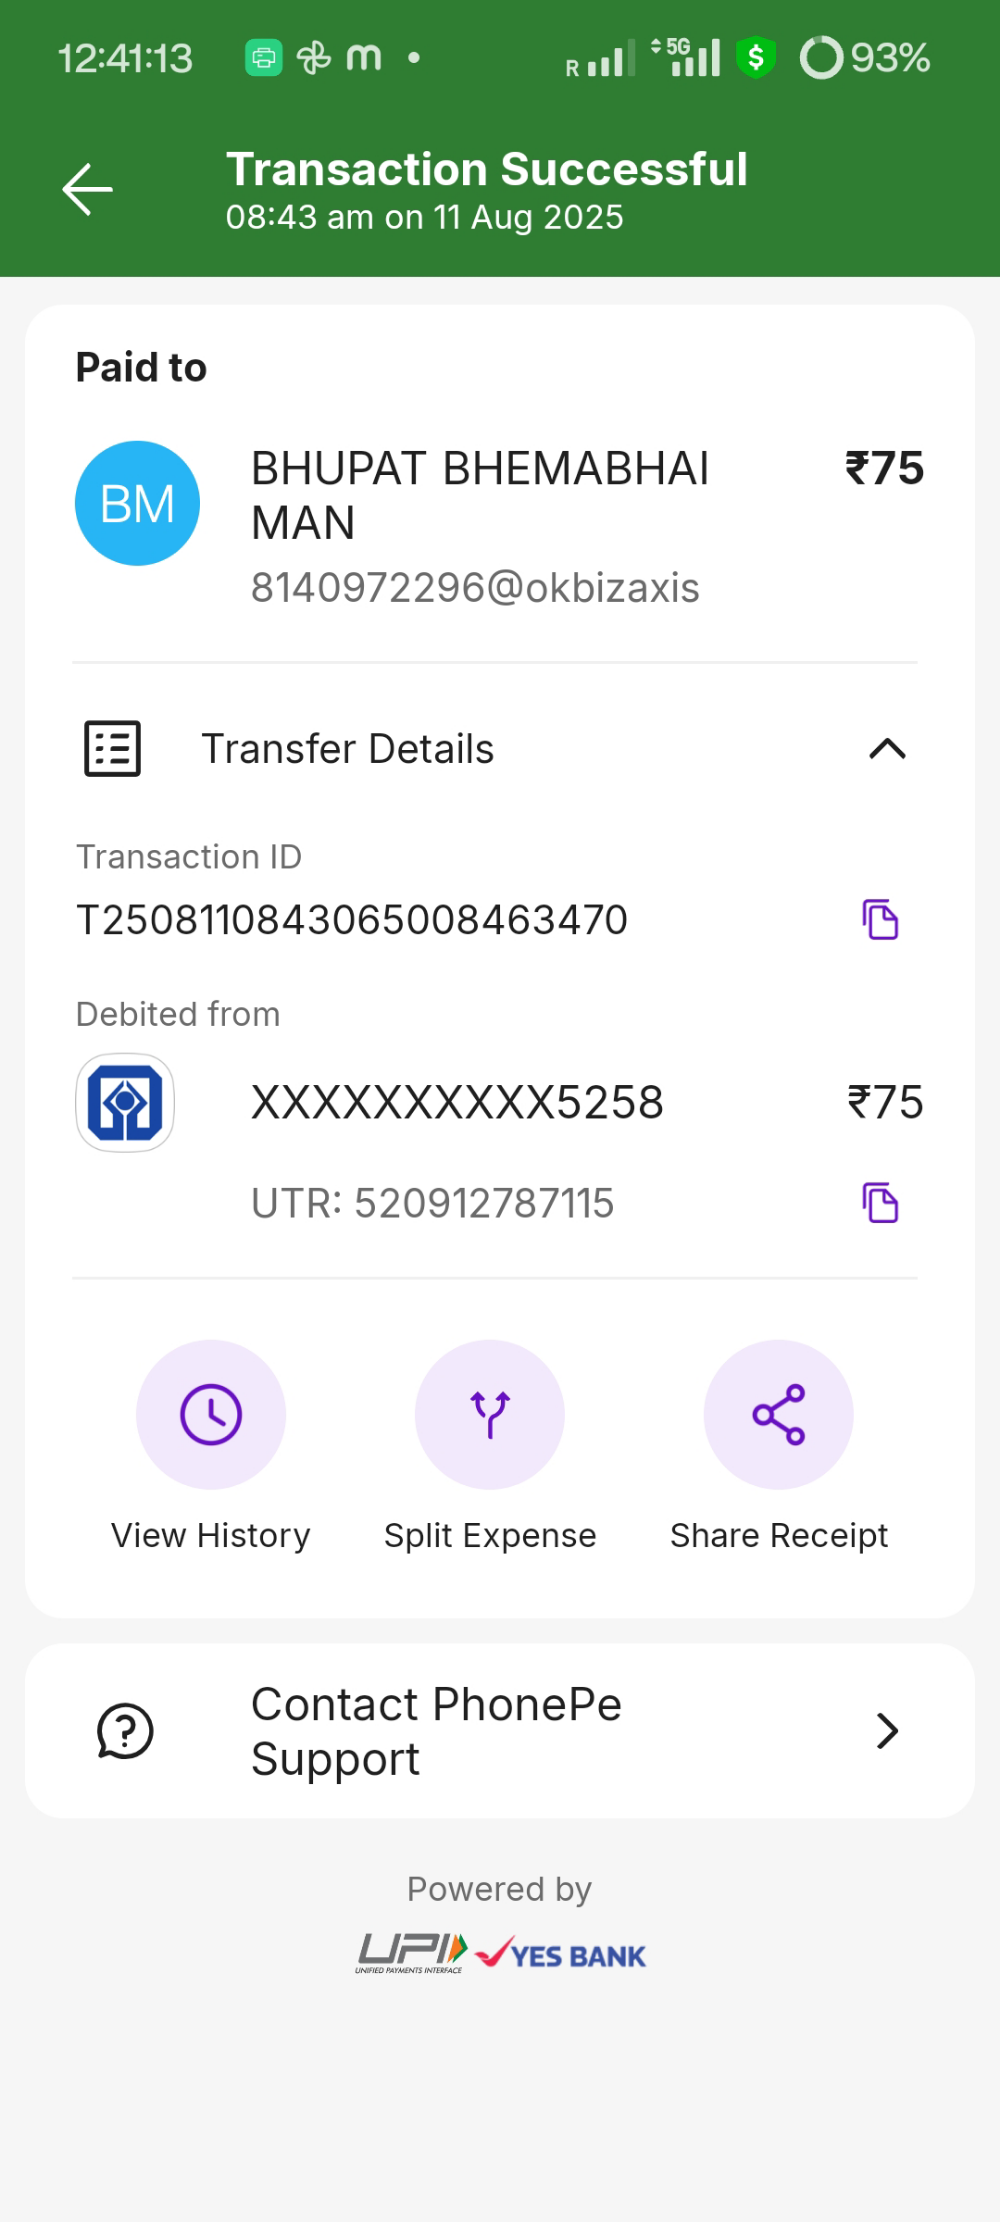 12:41:13 m R 5G $ 93%
Transaction Successful
08:43 am on 11 Aug 2025
Paid to
BM
BHUPAT BHEMABHAI
MAN
₹75
8140972296@okbizaxis
Transfer Details
Transaction ID
T2508110843065008463470
Debited from
XXXXXXXXXX5258 ₹75
UTR: 520912787115
View History Split Expense Share Receipt
Contact PhonePe
Support
Powered by
UPI YES BANK
UNIFIED PAYMENTS INTERFACE